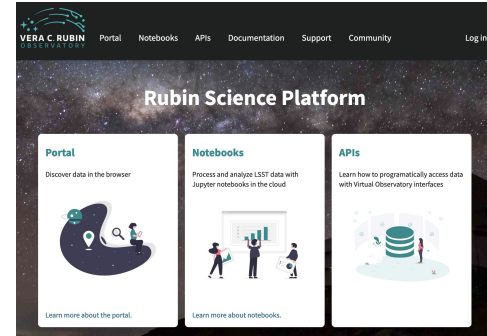 VERA C. RUBIN
OBSERVATORY
Portal Notebooks APIs Documentation Support Community Log in
Rubin Science Platform
Portal
Discover data in the browser
Learn more about the portal.
Notebooks
Process and analyze LSST data with
Jupyter notebooks in the cloud
Learn more about notebooks.
APIs
Learn how to programatically access data
with Virtual Observatory interfaces